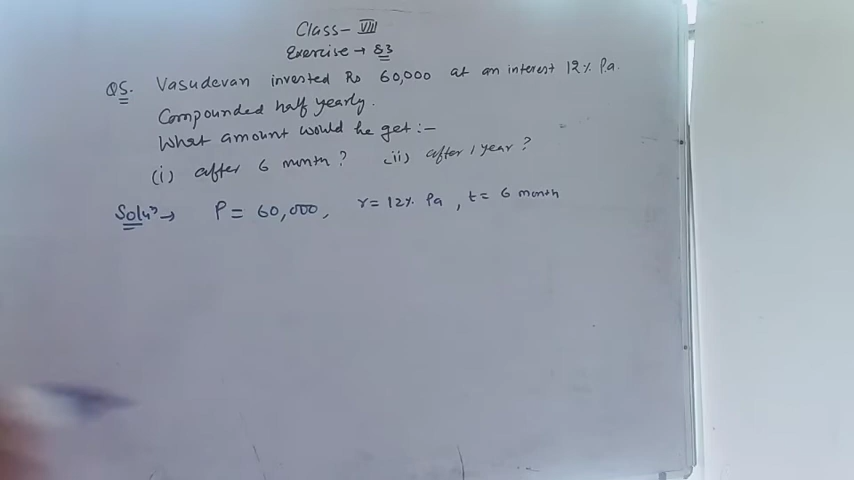 Class - VIII
Exercise → 8.3
Q5. Vasudevan invested Rs 60,000 at an interest 12% P.a.
Compounded half yearly.
What amount would he get :-
(i) after 6 month ? (ii) after 1 year ?
Solⁿ → P = 60,000, r = 12% Pa , t = 6 month